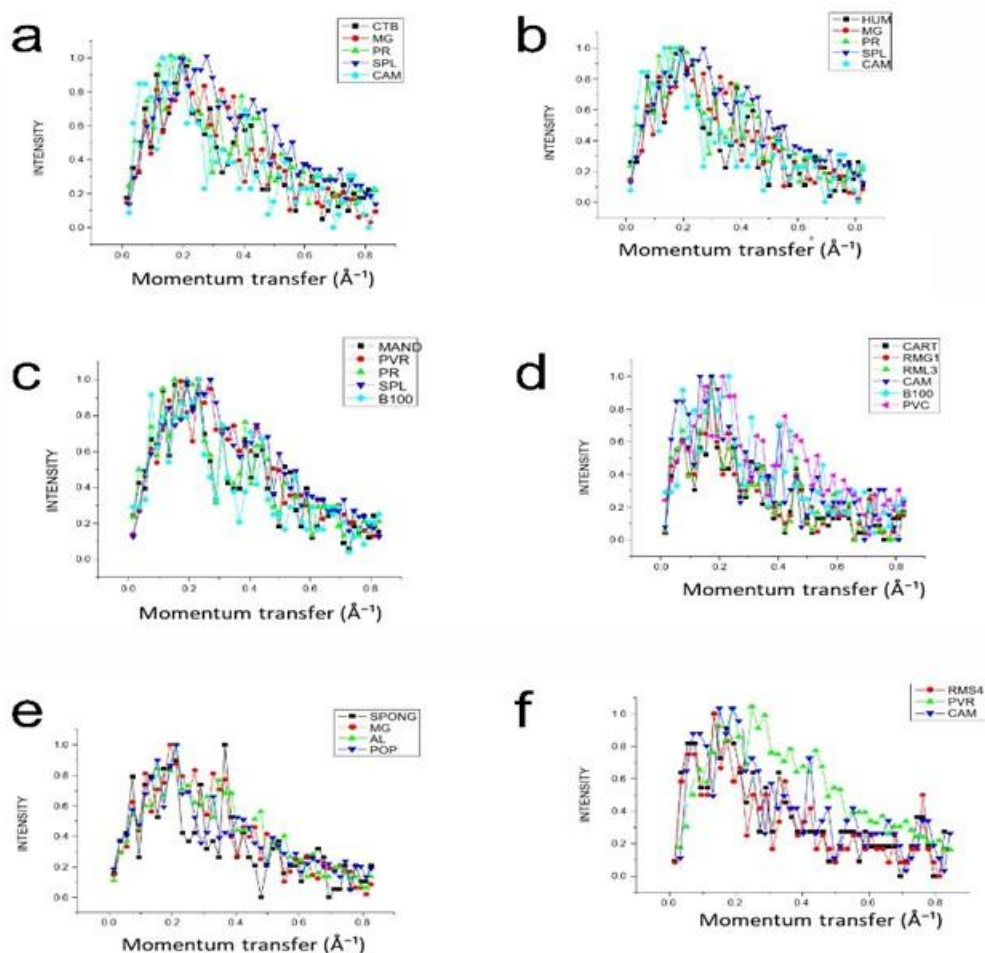 a
CTB
MG
PR
SPL
CAM
INTENSITY
1.0
0.8
0.6
0.4
0.2
0.0
0.0 0.2 0.4 0.6 0.8
Momentum transfer (Å⁻¹)
b
HUM
MG
PR
SPL
CAM
INTENSITY
1.0
0.8
0.6
0.4
0.2
0.0
0.0 0.2 0.4 0.6 0.8
Momentum transfer (Å⁻¹)
c
MAND
PVR
PR
SPL
B100
INTENSITY
1.0
0.8
0.6
0.4
0.2
0.0
0.0 0.2 0.4 0.6 0.8
Momentum transfer (Å⁻¹)
d
CART
RMG1
RML3
CAM
B100
PVC
INTENSITY
1.0
0.8
0.6
0.4
0.2
0.0
0.0 0.2 0.4 0.6 0.8
Momentum transfer (Å⁻¹)
e
SPONG
MG
AL
POP
INTENSITY
1.0
0.8
0.6
0.4
0.2
0.0
0.0 0.2 0.4 0.6 0.8
Momentum transfer (Å⁻¹)
f
RMS4
PVR
CAM
INTENSITY
1.0
0.8
0.6
0.4
0.2
0.0
0.0 0.2 0.4 0.6 0.8
Momentum transfer (Å⁻¹)